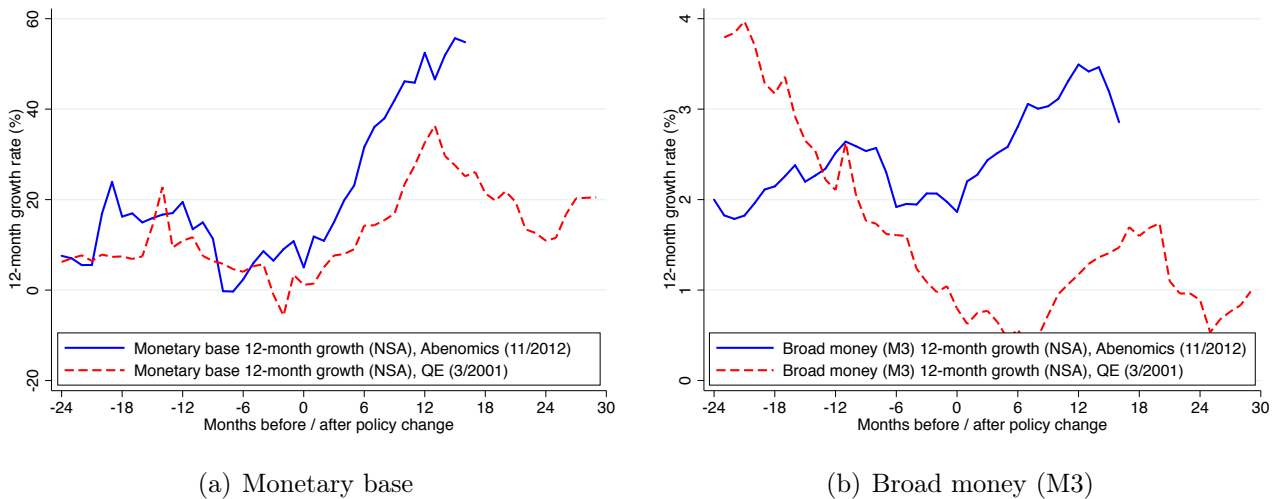 12-month growth rate (%)
60
40
20
0
-20
Monetary base 12-month growth (NSA), Abenomics (11/2012)
Monetary base 12-month growth (NSA), QE (3/2001)
-24 -18 -12 -6 0 6 12 18 24 30
Months before / after policy change
(a) Monetary base
12-month growth rate (%)
4
3
2
1
0
Broad money (M3) 12-month growth (NSA), Abenomics (11/2012)
Broad money (M3) 12-month growth (NSA), QE (3/2001)
-24 -18 -12 -6 0 6 12 18 24 30
Months before / after policy change
(b) Broad money (M3)